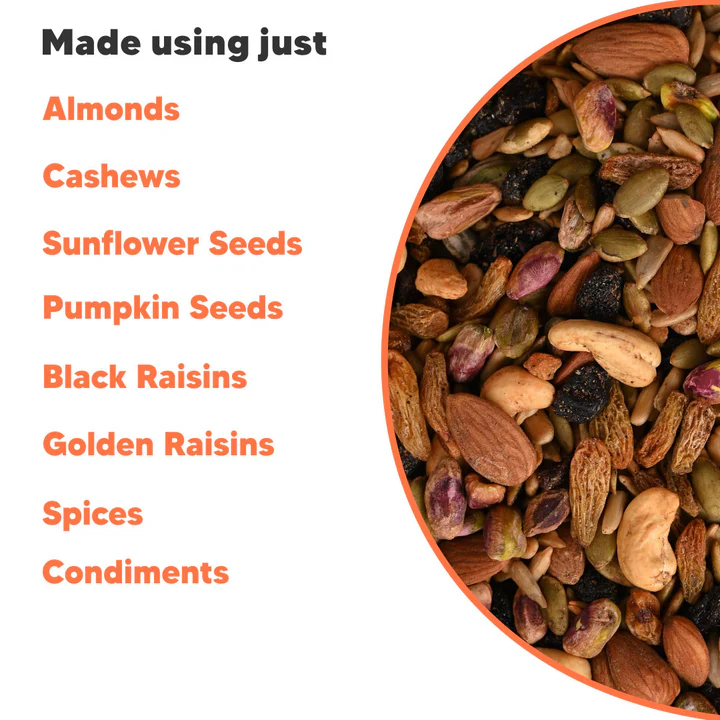 Made using just
Almonds
Cashews
Sunflower Seeds
Pumpkin Seeds
Black Raisins
Golden Raisins
Spices
Condiments